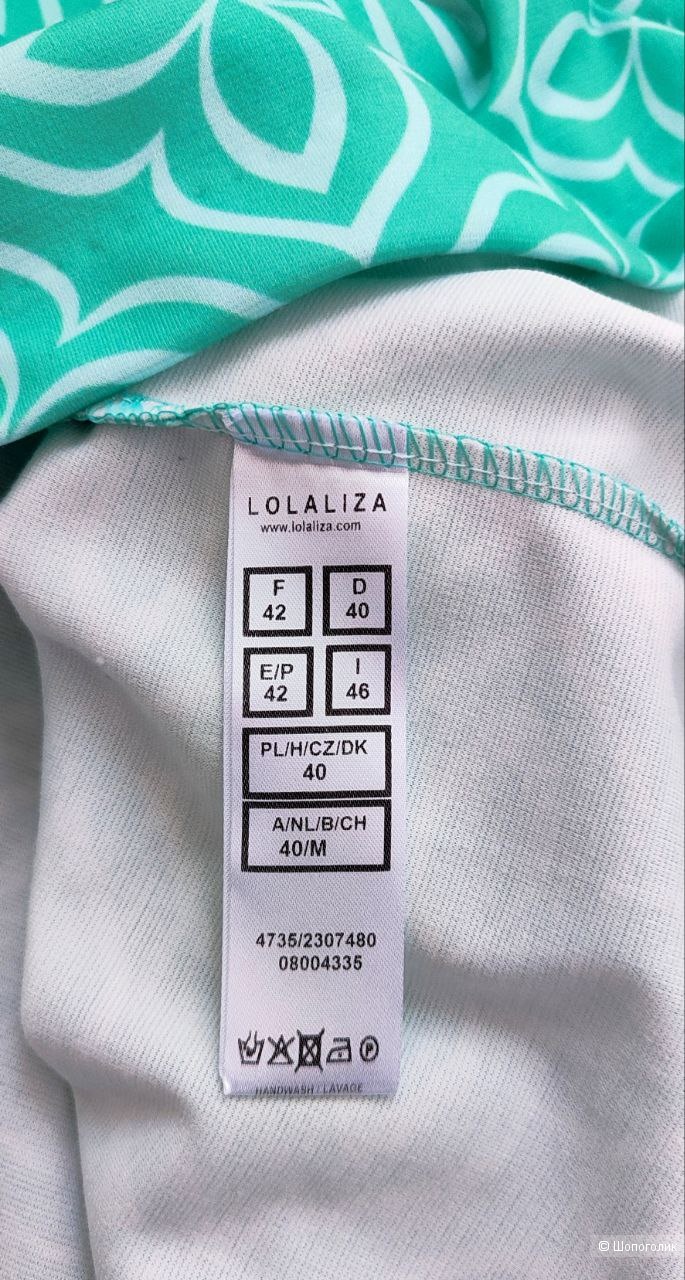 LOLALIZA
www.lolaliza.com
F D
42 40
E/P I
42 46
PL/H/CZ/DK
40
A/NL/B/CH
40/M
4735/2307480
08004335
P
HANDWASH / LAVAGE
© Шопоголик